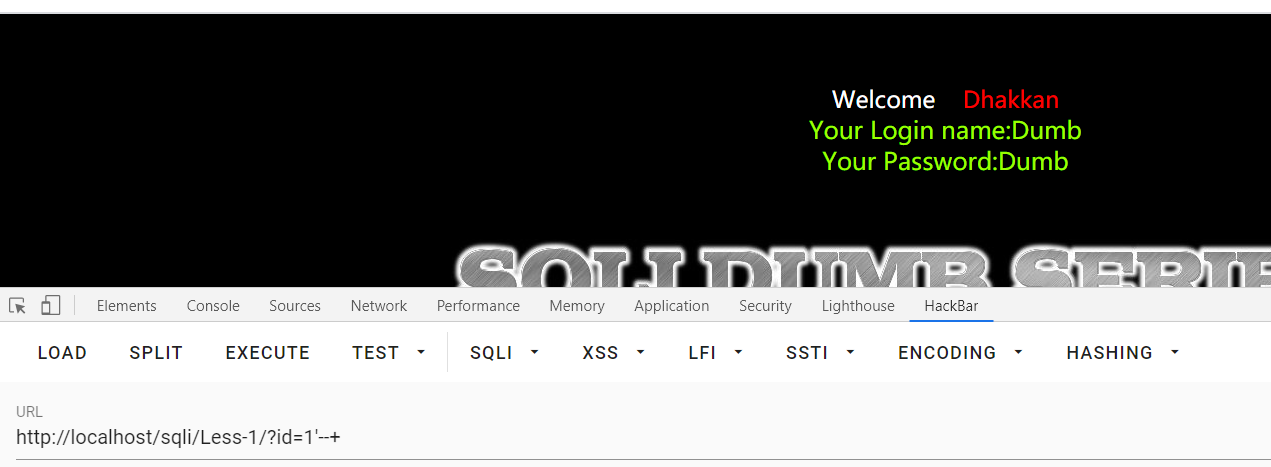 Welcome Dhakkan
Your Login name:Dumb
Your Password:Dumb
SQLI DUMB SERIE
Elements Console Sources Network Performance Memory Application Security Lighthouse HackBar
LOAD SPLIT EXECUTE TEST SQLI XSS LFI SSTI ENCODING HASHING
URL
http://localhost/sqli/Less-1/?id=1'--+